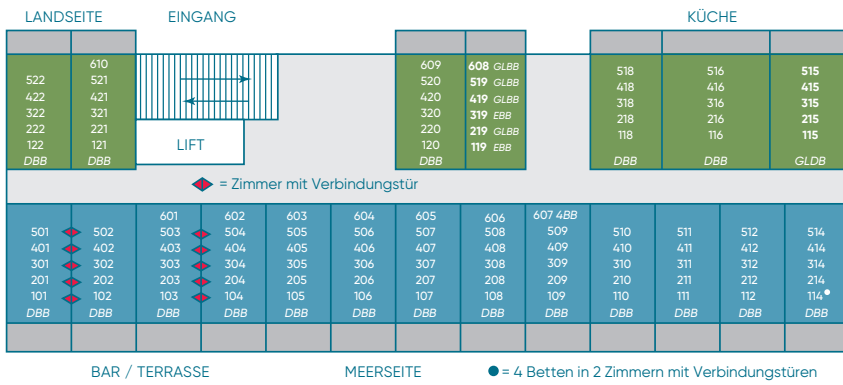 LANDSEITE EINGANG KÜCHE
610 609 608 GLBB
522 521 520 519 GLBB 518 516 515
422 421 420 419 GLBB 418 416 415
322 321 320 319 EBB 318 316 315
222 221 220 219 GLBB 218 216 215
122 121 120 119 EBB 118 116 115
DBB DBB DBB DBB DBB GLDB
LIFT
= Zimmer mit Verbindungstür
601 602 603 604 605 606 607 4BB
501 502 503 504 505 506 507 508 509 510 511 512 514
401 402 403 404 405 406 407 408 409 410 411 412 414
301 302 303 304 305 306 307 308 309 310 311 312 314
201 202 203 204 205 206 207 208 209 210 211 212 214
101 102 103 104 105 106 107 108 109 110 111 112 114
DBB DBB DBB DBB DBB DBB DBB DBB DBB DBB DBB DBB DBB
BAR / TERRASSE MEERSEITE = 4 Betten in 2 Zimmern mit Verbindungstüren